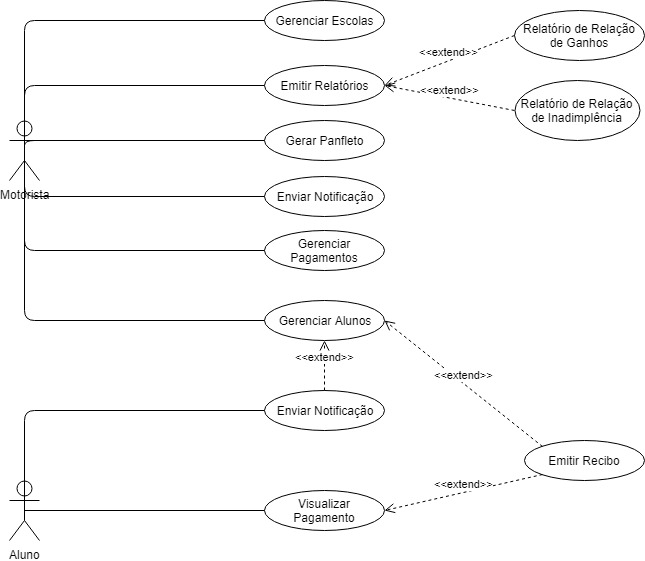 Gerenciar Escolas
Relatório de Relação
de Ganhos
<<extend>>
Emitir Relatórios
<<extend>>
Relatório de Relação
de Inadimplência
Gerar Panfleto
Motorista
Enviar Notificação
Gerenciar
Pagamentos
Gerenciar Alunos
<<extend>>
<<extend>>
Enviar Notificação
Emitir Recibo
<<extend>>
Visualizar
Pagamento
Aluno